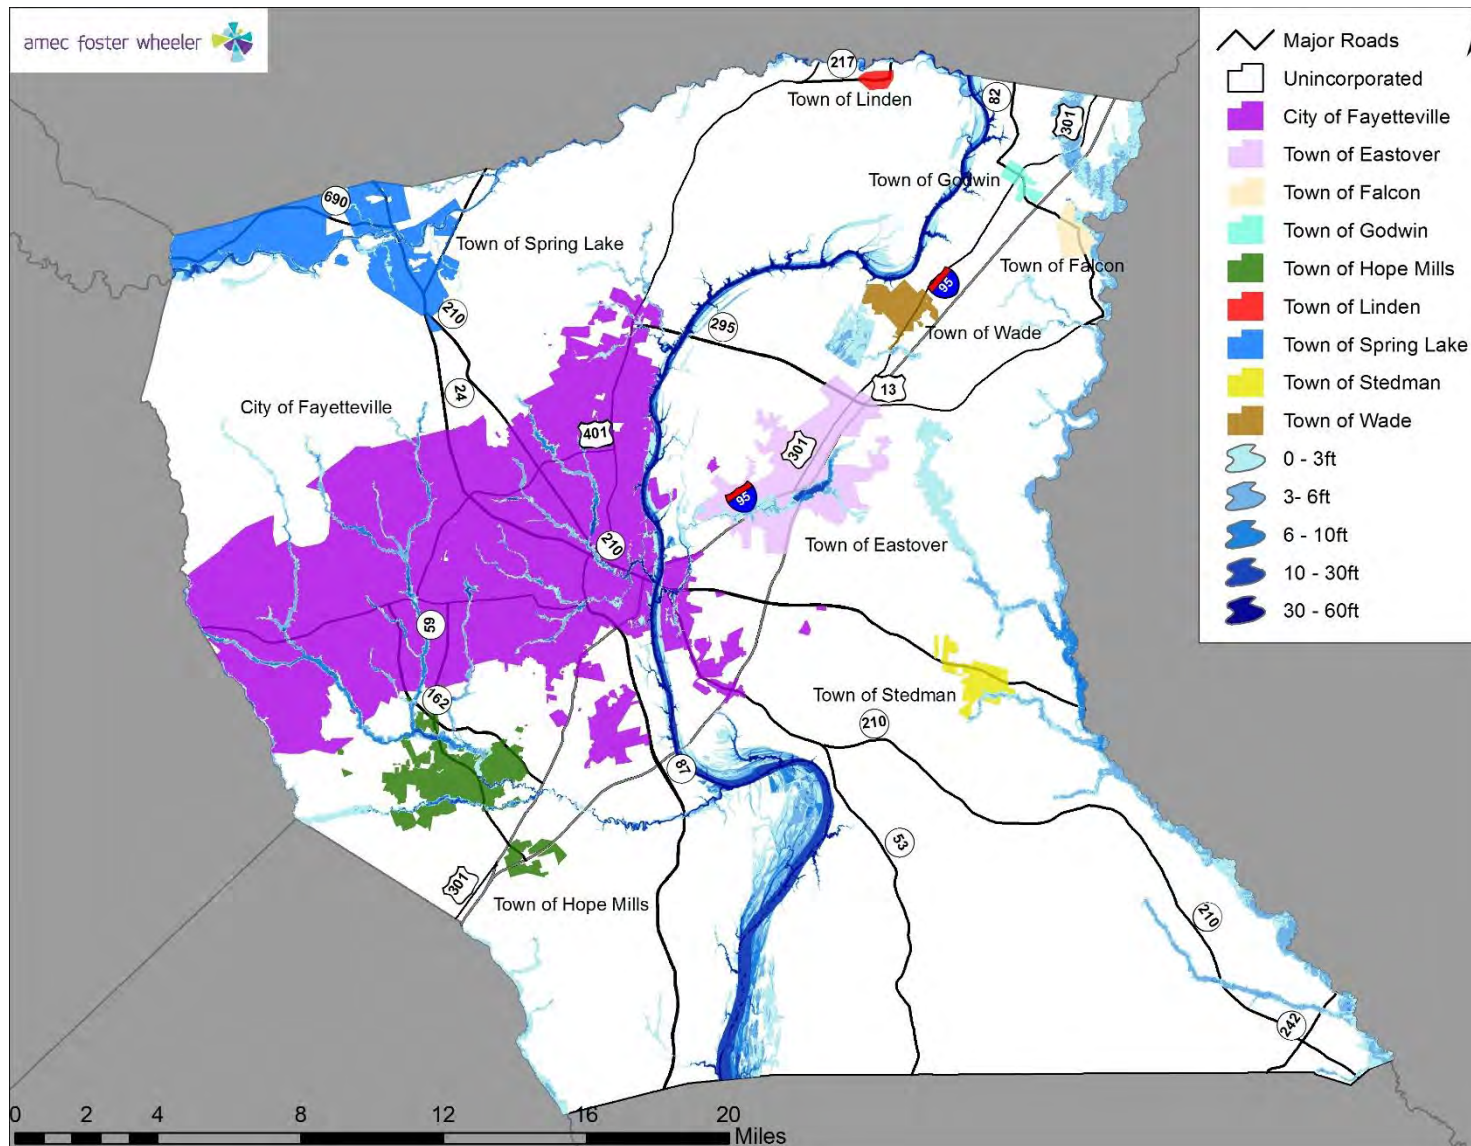 amec foster wheeler
Major Roads
Unincorporated
City of Fayetteville
Town of Eastover
Town of Falcon
Town of Godwin
Town of Hope Mills
Town of Linden
Town of Spring Lake
Town of Stedman
Town of Wade
0 - 3ft
3- 6ft
6 - 10ft
10 - 30ft
30 - 60ft
217
Town of Linden
82
301
Town of Godwin
690
Town of Spring Lake
Town of Falcon
95
210
295
Town of Wade
24
13
City of Fayetteville
401
301
95
210
Town of Eastover
59
162
Town of Stedman
210
87
53
301
Town of Hope Mills
210
242
0 2 4 8 12 16 20
Miles